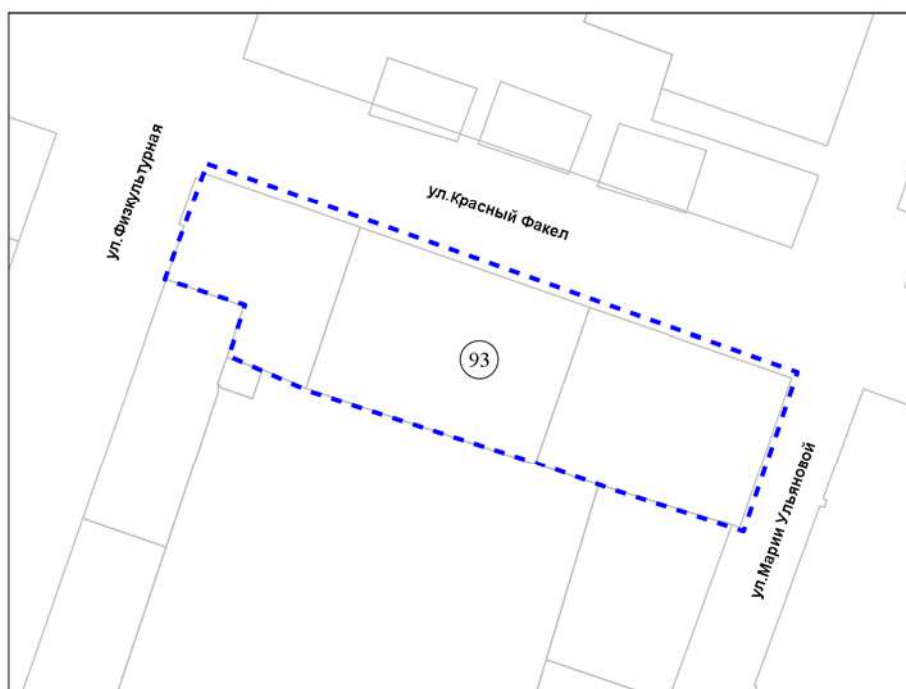 ул.Физкультурная
ул.Красный Факел
93
ул.Марии Ульяновой